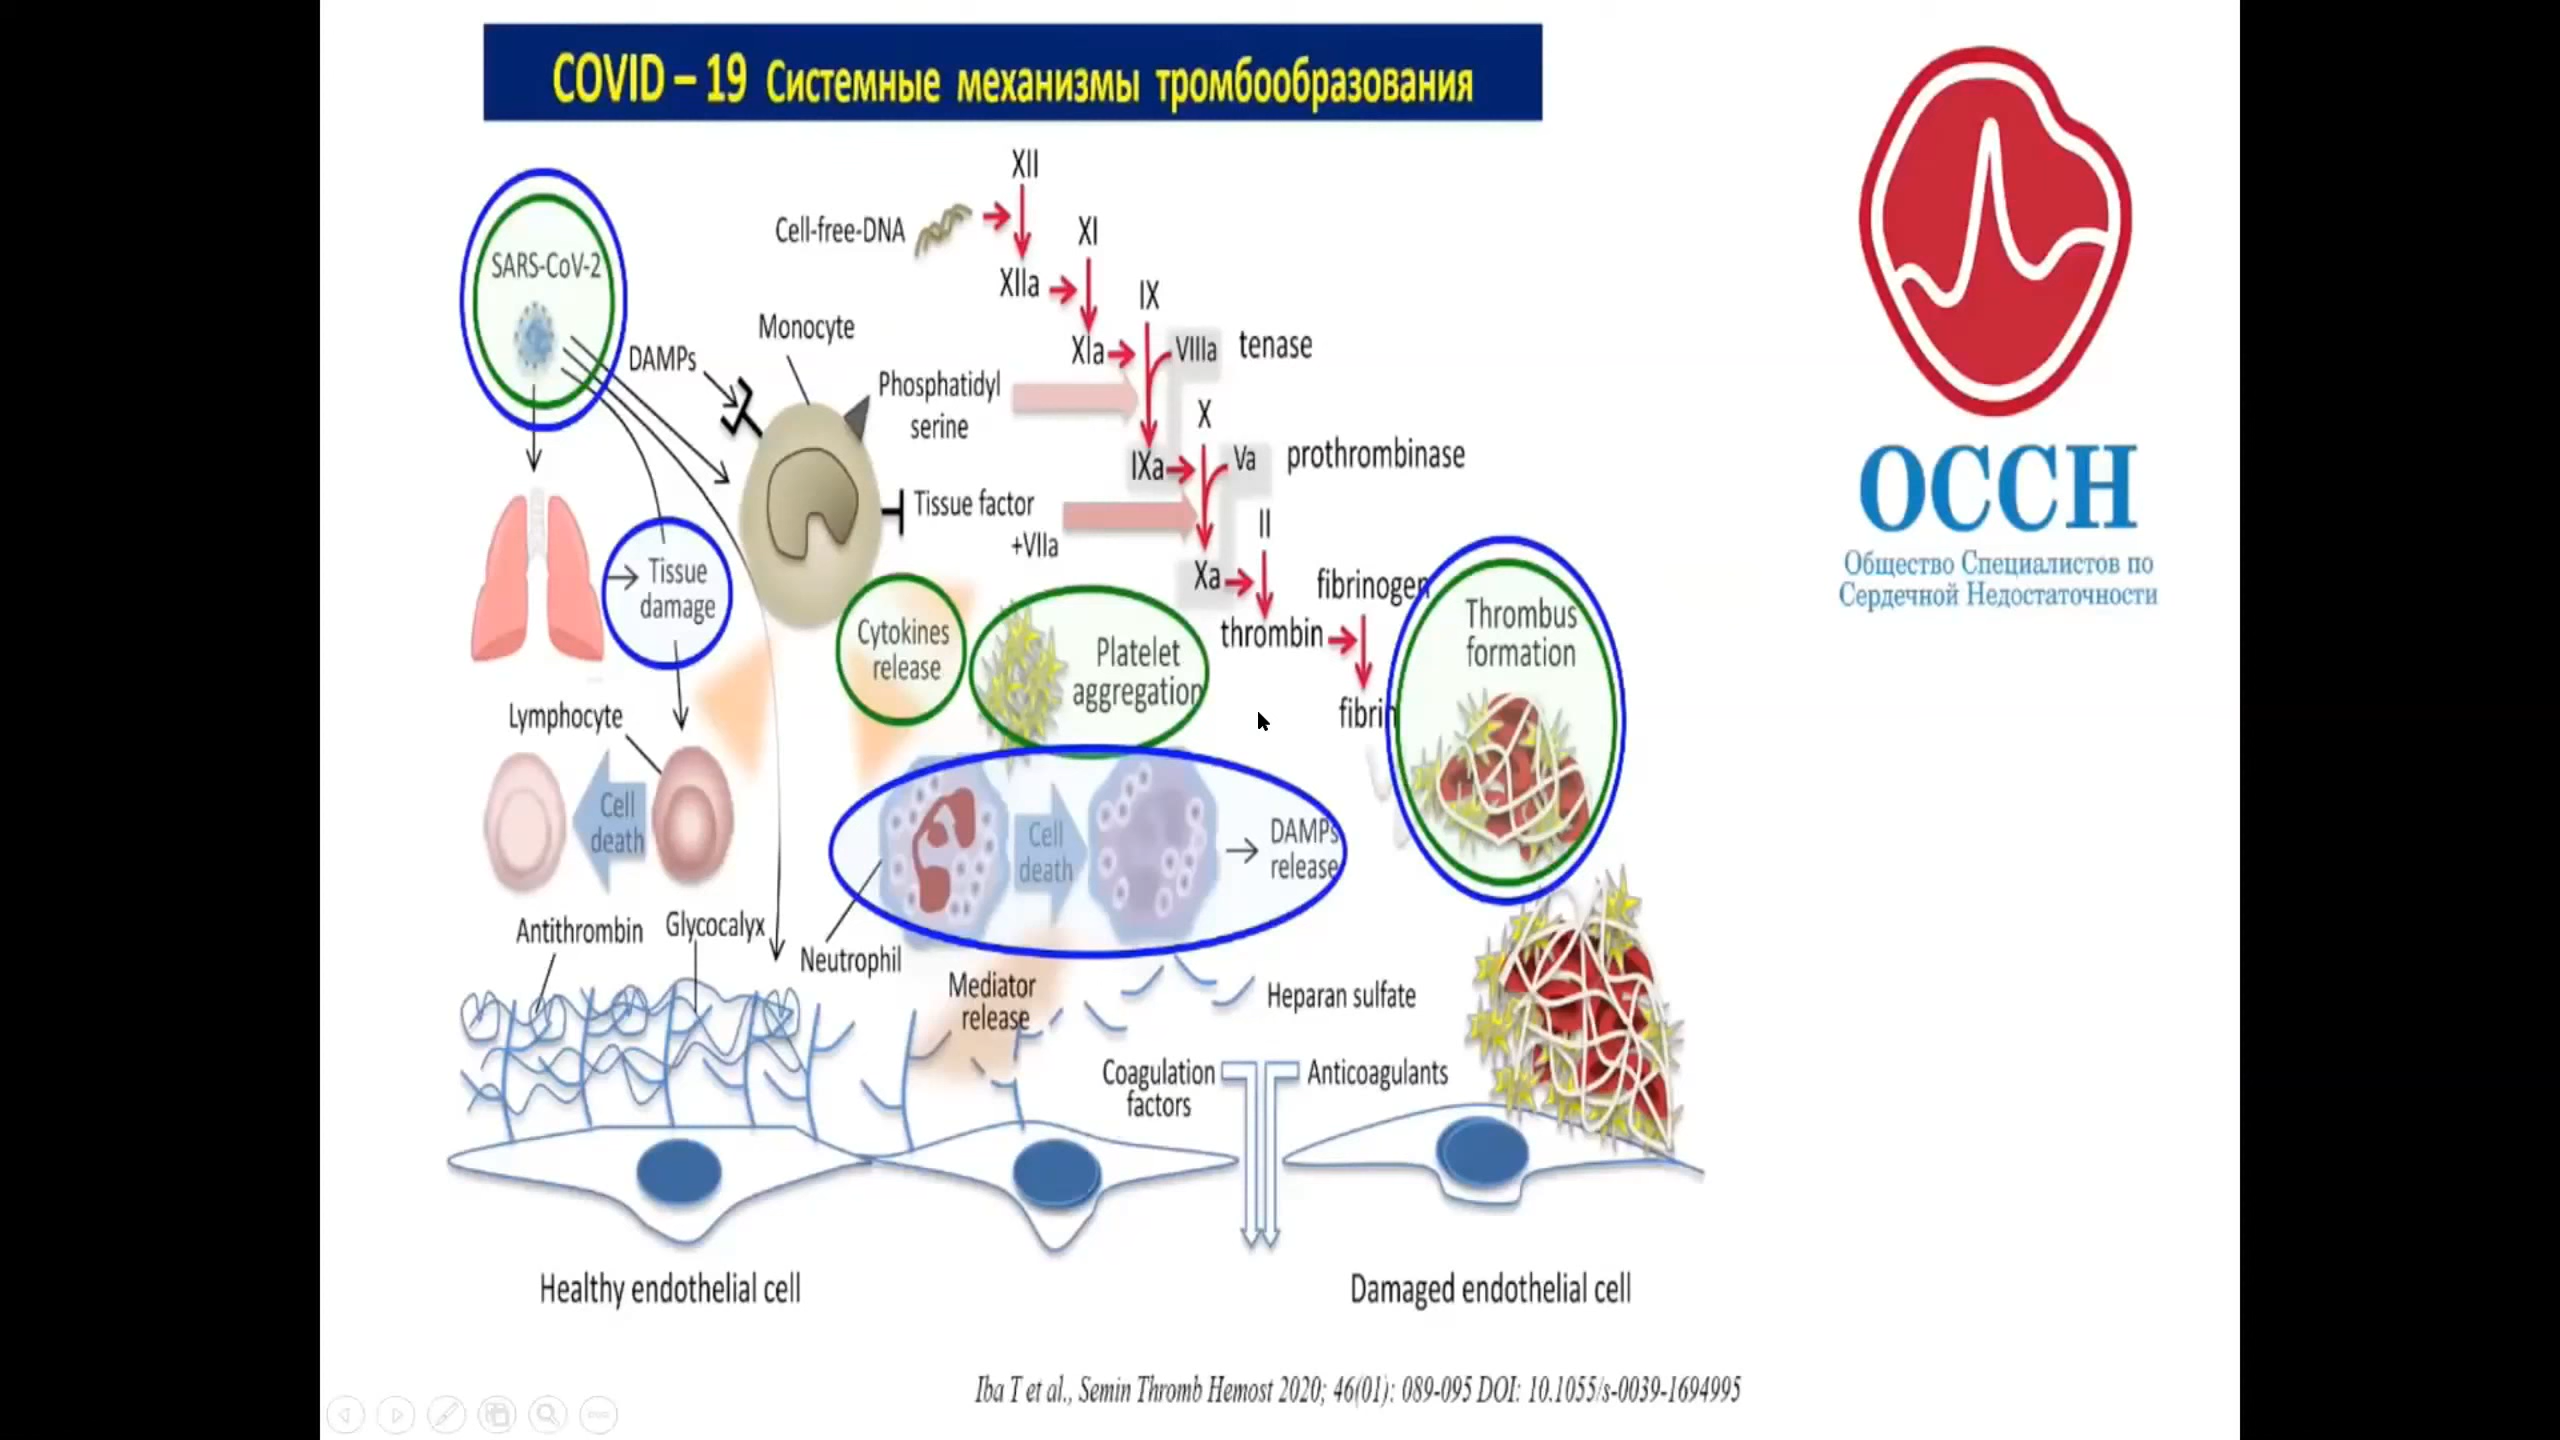 COVID – 19 Системные механизмы тромбообразования
XII
Cell-free-DNA
XI
SARS-CoV-2
XIIa
IX
Monocyte
DAMPs
XIa
VIIIa
tenase
Phosphatidyl
serine
X
IXa
Va
prothrombinase
Tissue factor
+VIIa
II
Xa
fibrinogen
Tissue
damage
thrombin
Cytokines
release
Platelet
aggregation
Thrombus
formation
fibrin
Lymphocyte
Cell
death
Cell
death
DAMPs
release
Antithrombin
Glycocalyx
Neutrophil
Mediator
release
Heparan sulfate
Coagulation
factors
Anticoagulants
Healthy endothelial cell
Damaged endothelial cell
Iba T et al., Semin Thromb Hemost 2020; 46(01): 089-095 DOI: 10.1055/s-0039-1694995
ОССН
Общество Специалистов по
Сердечной Недостаточности